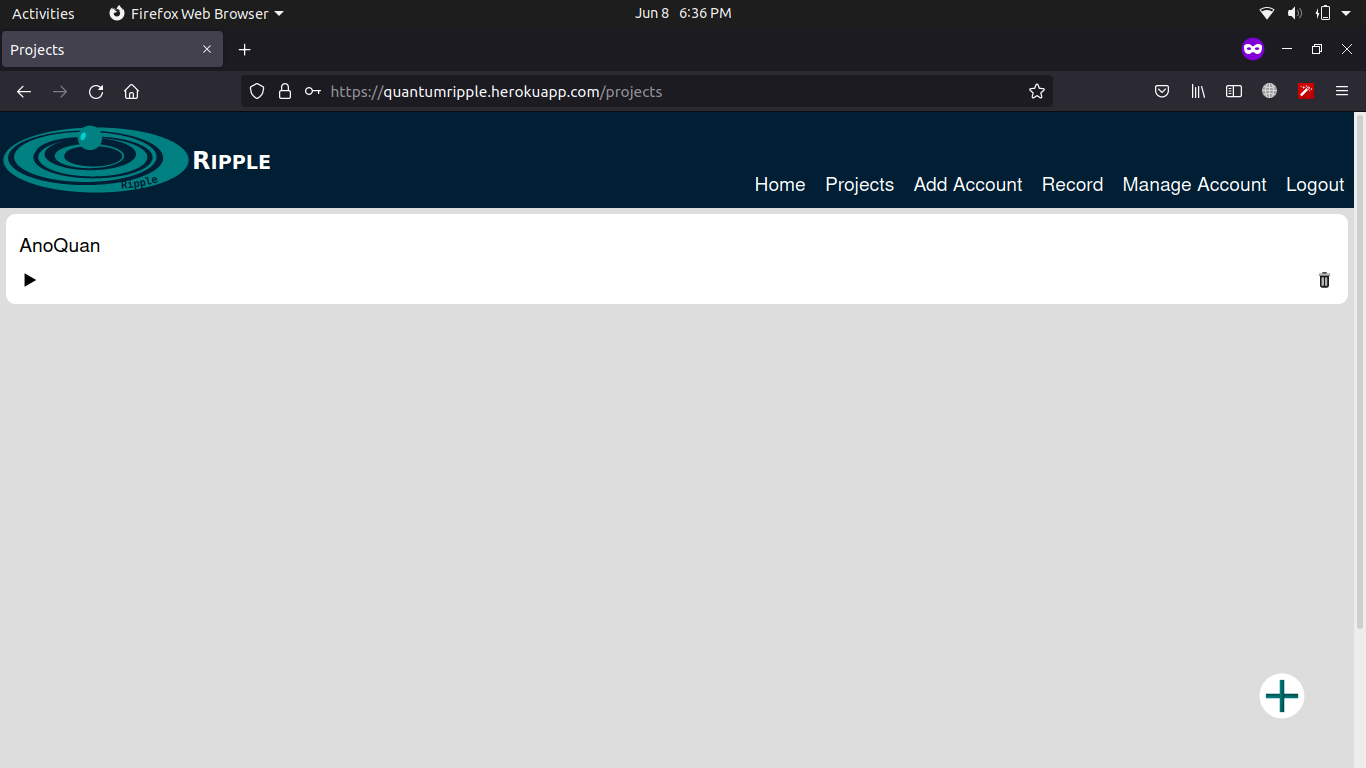 Activities Firefox Web Browser Jun 8 6:36 PM
Projects
https://quantumripple.herokuapp.com/projects
Ripple RIPPLE
Home Projects Add Account Record Manage Account Logout
AnoQuan